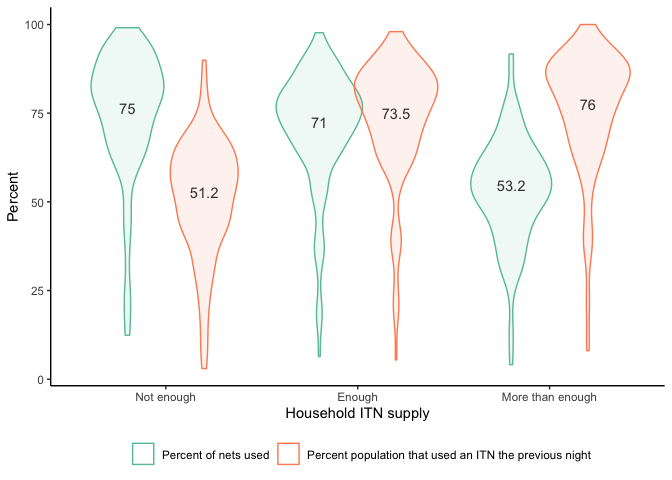 100
75
50
25
0
Percent
75
51.2
71
73.5
53.2
76
Not enough
Enough
More than enough
Household ITN supply
Percent of nets used
Percent population that used an ITN the previous night